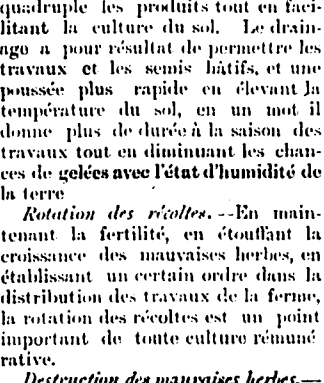 quadruple les produits tout en faci-
litant la culture du sol. Le drain-
age a pour résultat de permettre les
travaux et les semis hâtifs, et une
poussée plus rapide en élevant la
température du sol, en un mot il
donne plus de durée à la saison des
travaux tout en diminuant les chan-
ces de gelées avec l'état d'humidité de
la terre
Rotation des récoltes.—En main-
tenant la fertilité, en étouffant la
croissance des mauvaises herbes, en
établissant un certain ordre dans la
distribution des travaux de la ferme,
la rotation des récoltes est un point
important de toute culture rémuné
rative.
Destruction des mauvaises herbes.—